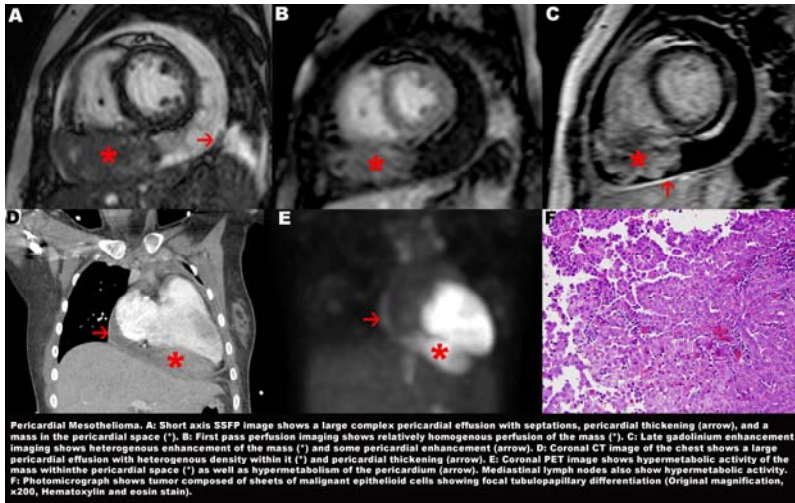 A
B
C
D
E
F
Pericardial Mesothelioma. A: Short axis SSFP image shows a large complex pericardial effusion with septations, pericardial thickening (arrow), and a
mass in the pericardial space (*). B: First pass perfusion imaging shows relatively homogenous perfusion of the mass (*). C: Late gadolinium enhancement
imaging shows heterogenous enhancement of the mass (*) and some pericardial enhancement (arrow). D: Coronal CT image of the chest shows a large
pericardial effusion with heterogenous density within it (*) and pericardial thickening (arrow). E: Coronal PET image shows hypermetabolic activity of the
mass withinthe pericardial space (*) as well as hypermetabolism of the pericardium (arrow). Mediastinal lymph nodes also show hypermetabolic activity.
F: Photomicrograph shows tumor composed of sheets of malignant epithelioid cells showing focal tubulopapillary differentiation (Original magnification,
x200, Hematoxylin and eosin stain).